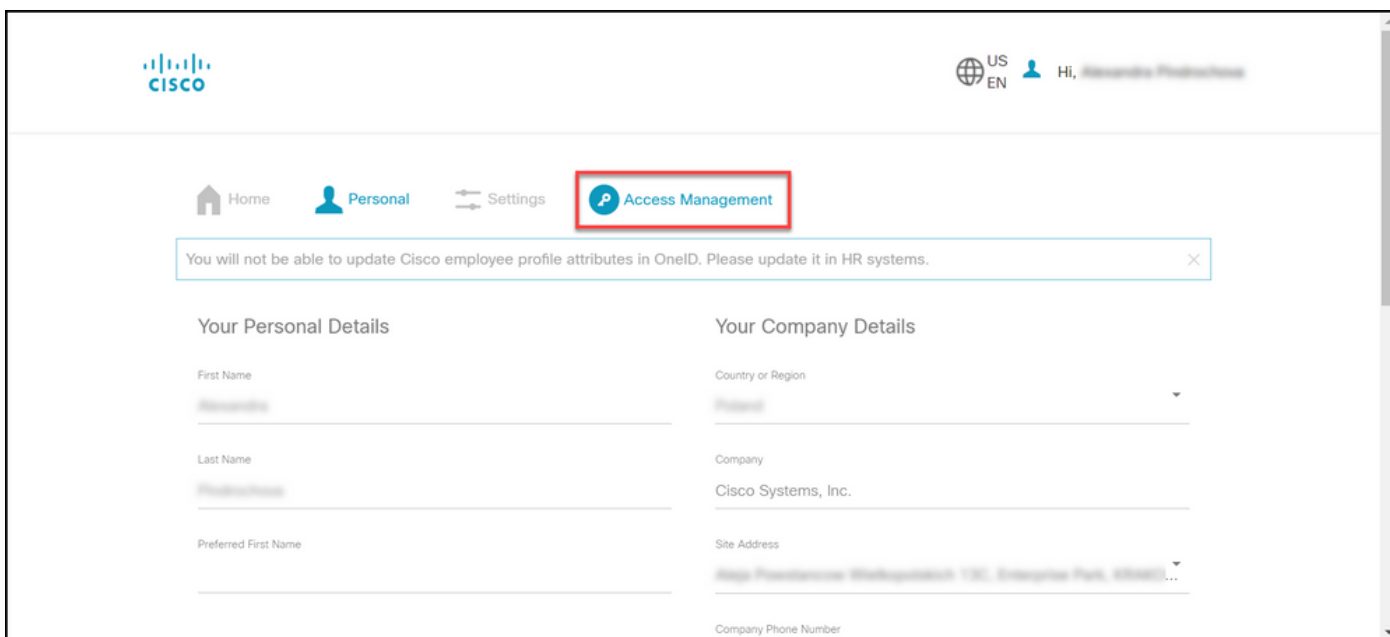 CISCO
US
EN
Hi,
Home Personal Settings Access Management
You will not be able to update Cisco employee profile attributes in OneID. Please update it in HR systems.
Your Personal Details
First Name
Last Name
Preferred First Name
Your Company Details
Country or Region
Company
Cisco Systems, Inc.
Site Address
Company Phone Number